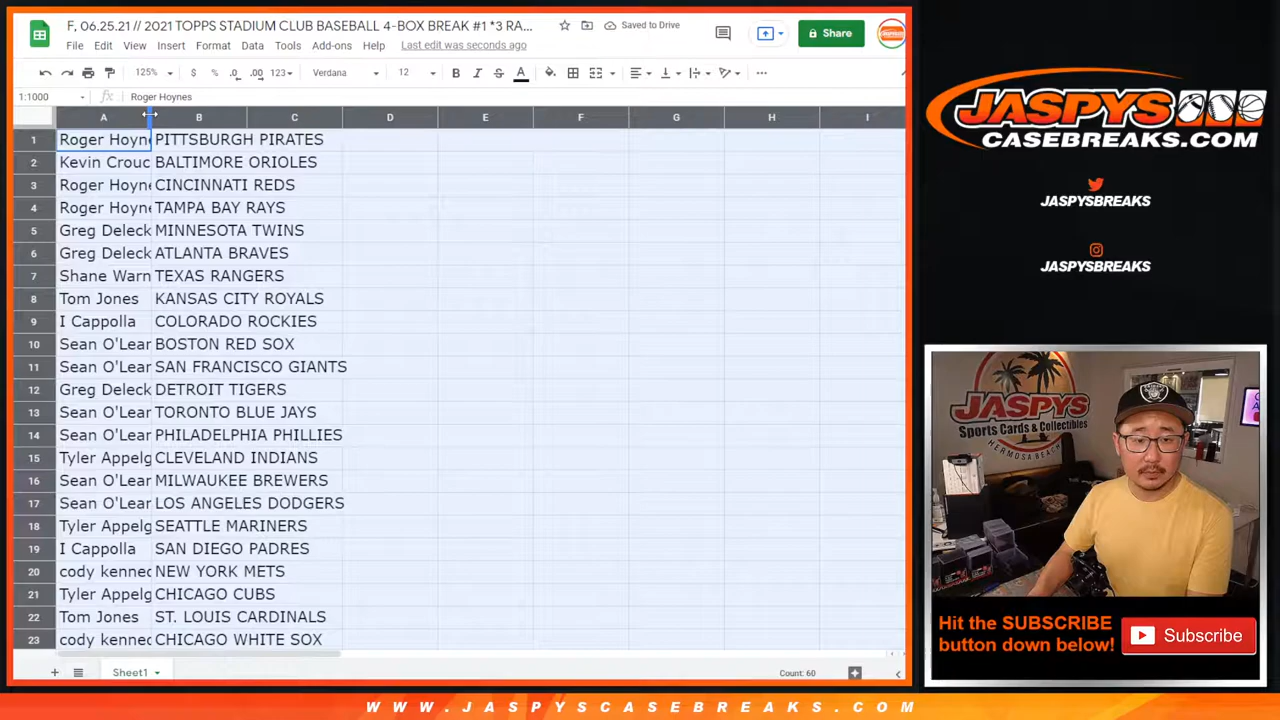 F, 06.25.21 // 2021 TOPPS STADIUM CLUB BASEBALL 4-BOX BREAK #1 *3 RA...
Saved to Drive
Share
File Edit View Insert Format Data Tools Add-ons Help Last edit was seconds ago
125% $ % .0 .00 123 Verdana 12 B I S A
1:1000 fx Roger Hoynes
A B C D E F G H I
1 Roger Hoyne PITTSBURGH PIRATES
2 Kevin Crouc BALTIMORE ORIOLES
3 Roger Hoyne CINCINNATI REDS
4 Roger Hoyne TAMPA BAY RAYS
5 Greg Deleck MINNESOTA TWINS
6 Greg Deleck ATLANTA BRAVES
7 Shane Warn TEXAS RANGERS
8 Tom Jones KANSAS CITY ROYALS
9 I Cappolla COLORADO ROCKIES
10 Sean O'Lear BOSTON RED SOX
11 Sean O'Lear SAN FRANCISCO GIANTS
12 Greg Deleck DETROIT TIGERS
13 Sean O'Lear TORONTO BLUE JAYS
14 Sean O'Lear PHILADELPHIA PHILLIES
15 Tyler Appelg CLEVELAND INDIANS
16 Sean O'Lear MILWAUKEE BREWERS
17 Sean O'Lear LOS ANGELES DODGERS
18 Tyler Appelg SEATTLE MARINERS
19 I Cappolla SAN DIEGO PADRES
20 cody kennec NEW YORK METS
21 Tyler Appelg CHICAGO CUBS
22 Tom Jones ST. LOUIS CARDINALS
23 cody kennec CHICAGO WHITE SOX
Sheet1
Count: 60
JASPYS
CASEBREAKS.COM
JASPYSBREAKS
JASPYSBREAKS
JASPYS
Sports Cards & Collectibles
HERMOSA BEACH
RAIDERS
Hit the SUBSCRIBE
button down below!
Subscribe
WWW.JASPYSCASEBREAKS.COM